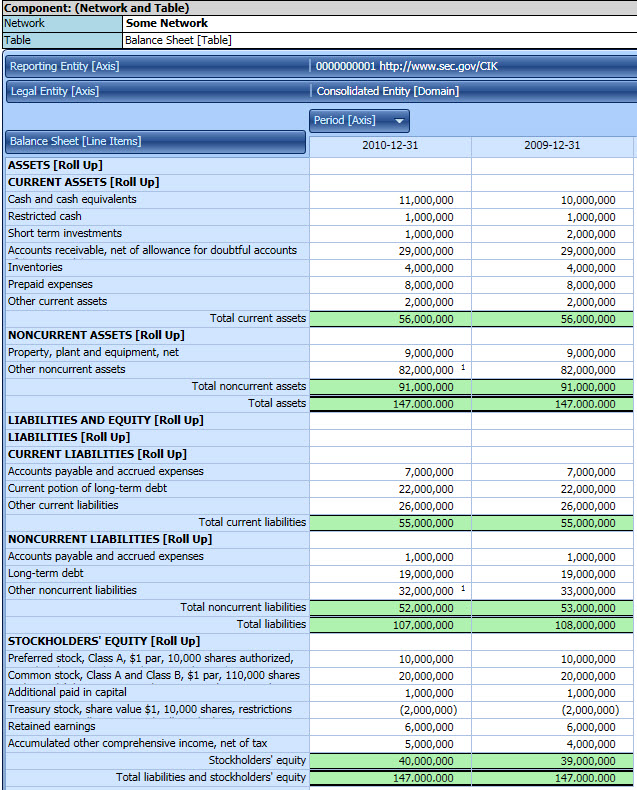 Component: (Network and Table)
Network Some Network
Table Balance Sheet [Table]
Reporting Entity [Axis] 0000000001 http://www.sec.gov/CIK
Legal Entity [Axis] Consolidated Entity [Domain]
Period [Axis]
Balance Sheet [Line Items] 2010-12-31 2009-12-31
ASSETS [Roll Up]
CURRENT ASSETS [Roll Up]
Cash and cash equivalents 11,000,000 10,000,000
Restricted cash 1,000,000 1,000,000
Short term investments 1,000,000 2,000,000
Accounts receivable, net of allowance for doubtful accounts 29,000,000 29,000,000
Inventories 4,000,000 4,000,000
Prepaid expenses 8,000,000 8,000,000
Other current assets 2,000,000 2,000,000
Total current assets 56,000,000 56,000,000
NONCURRENT ASSETS [Roll Up]
Property, plant and equipment, net 9,000,000 9,000,000
Other noncurrent assets 82,000,000 1 82,000,000
Total noncurrent assets 91,000,000 91,000,000
Total assets 147,000,000 147,000,000
LIABILITIES AND EQUITY [Roll Up]
LIABILITIES [Roll Up]
CURRENT LIABILITIES [Roll Up]
Accounts payable and accrued expenses 7,000,000 7,000,000
Current potion of long-term debt 22,000,000 22,000,000
Other current liabilities 26,000,000 26,000,000
Total current liabilities 55,000,000 55,000,000
NONCURRENT LIABILITIES [Roll Up]
Accounts payable and accrued expenses 1,000,000 1,000,000
Long-term debt 19,000,000 19,000,000
Other noncurrent liabilities 32,000,000 1 33,000,000
Total noncurrent liabilities 52,000,000 53,000,000
Total liabilities 107,000,000 108,000,000
STOCKHOLDERS' EQUITY [Roll Up]
Preferred stock, Class A, $1 par, 10,000 shares authorized, 10,000,000 10,000,000
Common stock, Class A and Class B, $1 par, 110,000 shares 20,000,000 20,000,000
Additional paid in capital 1,000,000 1,000,000
Treasury stock, share value $1, 10,000 shares, restrictions (2,000,000) (2,000,000)
Retained earnings 6,000,000 6,000,000
Accumulated other comprehensive income, net of tax 5,000,000 4,000,000
Stockholders' equity 40,000,000 39,000,000
Total liabilities and stockholders' equity 147,000,000 147,000,000